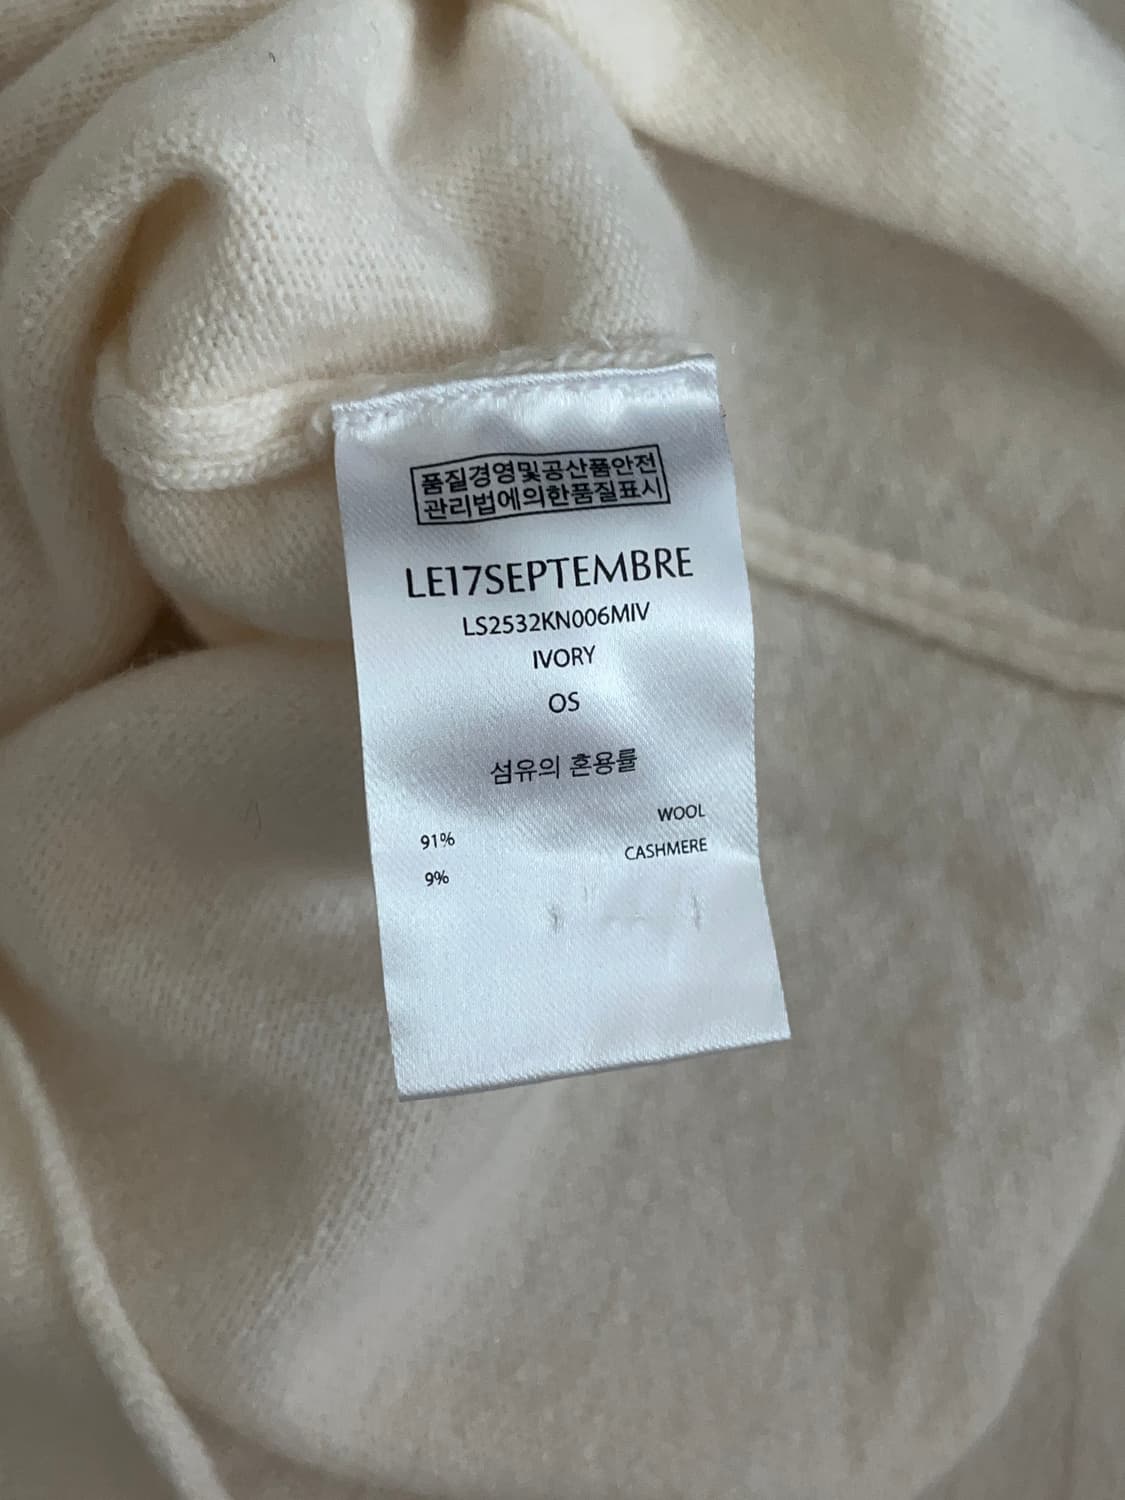 품질경영및공산품안전
관리법에의한품질표시
LE17SEPTEMBRE
LS2532KN006MIV
IVORY
OS
섬유의 혼용률
91% WOOL
9% CASHMERE